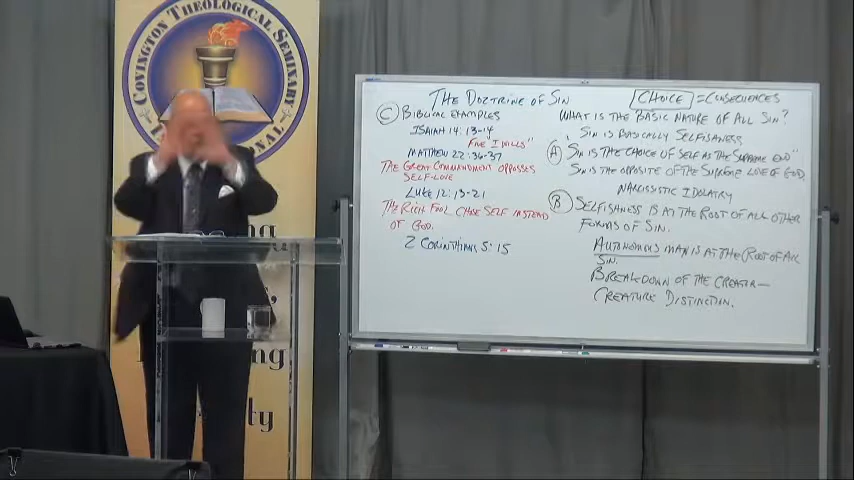 COVINGTON THEOLOGICAL SEMINARY
THE DOCTRINE OF SIN
C BIBLICAL EXAMPLES
ISAIAH 14:13-14
FIVE I WILLS"
MATTHEW 22:36-37
THE GREAT COMMANDMENT OPPOSES
SELF-LOVE
LUKE 12:13-21
THE RICH FOOL CHOSE SELF INSTEAD
OF GOD.
2 CORINTHIANS 5:15
CHOICE = CONSEQUENCES
WHAT IS THE BASIC NATURE OF ALL SIN?
SIN IS BASICALLY SELFISHNESS
A SIN IS THE CHOICE OF SELF AS THE SUPREME END"
SIN IS THE OPPOSITE OF THE SUPREME LOVE OF GOD.
NARCISSISTIC IDOLATRY
B SELFISHNESS IS AT THE ROOT OF ALL OTHER
FORMS OF SIN.
AUTONOMOUS MAN IS AT THE ROOT OF ALL
SIN.
BREAKDOWN OF THE CREATOR-
CREATURE DISTINCTION.